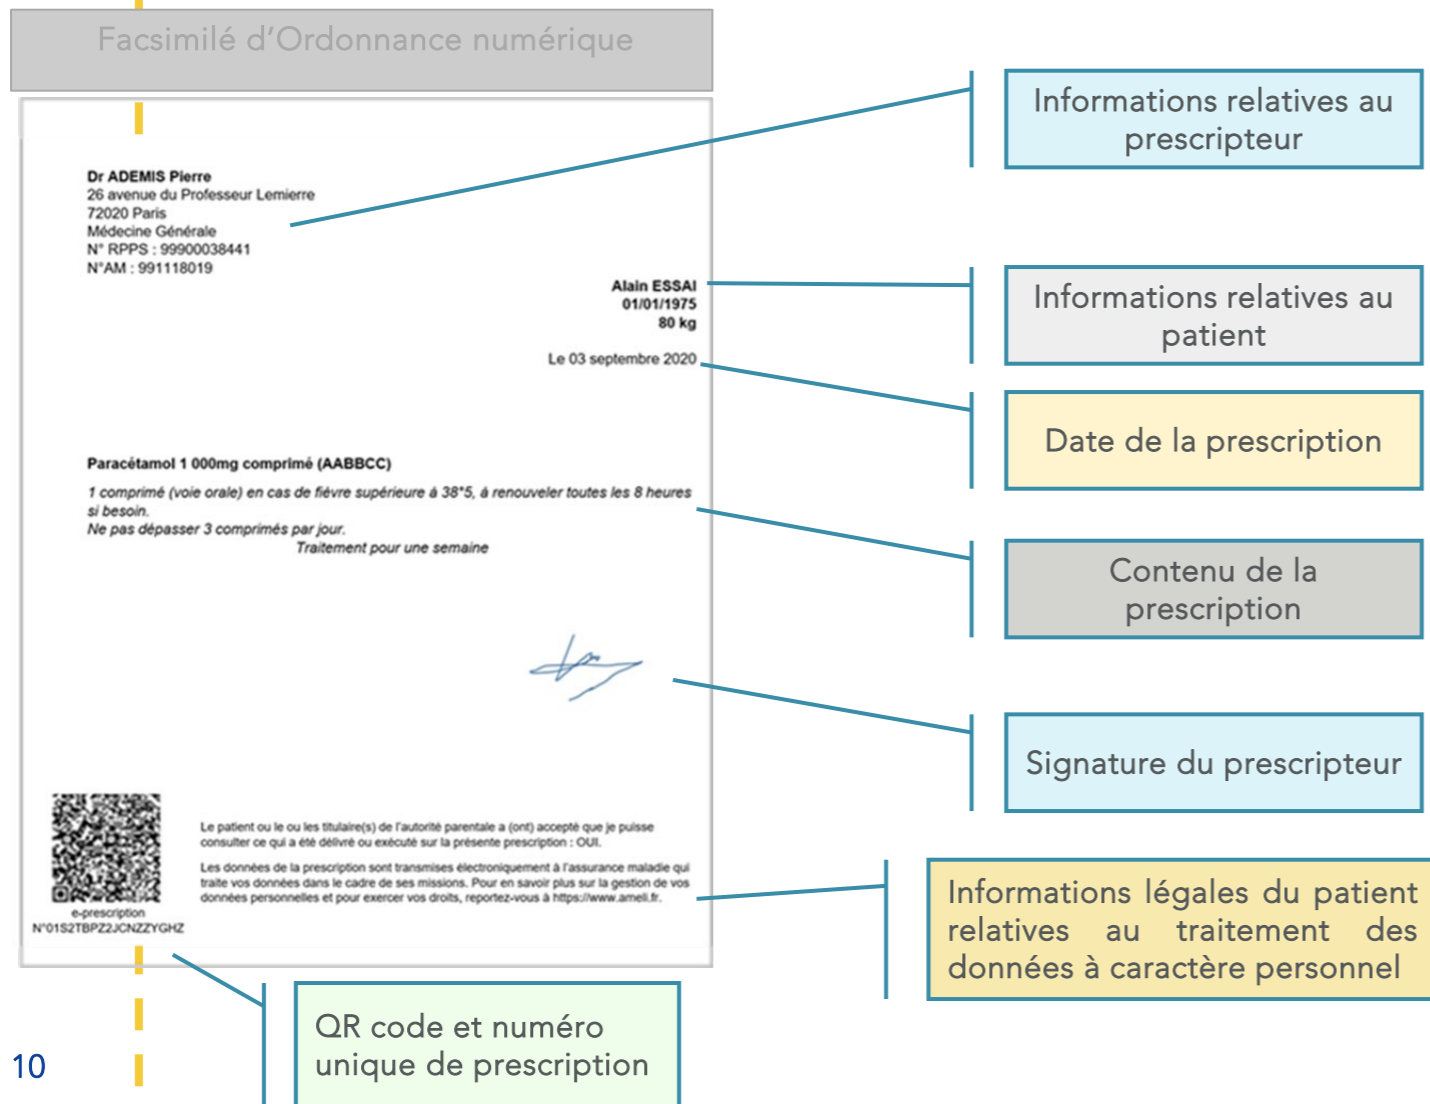 Facsimilé d'Ordonnance numérique
Dr ADEMIS Pierre
26 avenue du Professeur Lemierre
72020 Paris
Médecine Générale
N° RPPS : 99900038441
N°AM : 991118019
Alain ESSAI
01/01/1975
80 kg
Le 03 septembre 2020
Paracétamol 1 000mg comprimé (AABBCC)
1 comprimé (voie orale) en cas de fièvre supérieure à 38°5, à renouveler toutes les 8 heures
si besoin.
Ne pas dépasser 3 comprimés par jour.
Traitement pour une semaine
Le patient ou le ou les titulaire(s) de l'autorité parentale a (ont) accepté que je puisse
consulter ce qui a été délivré ou exécuté sur la présente prescription : OUI.
Les données de la prescription sont transmises électroniquement à l'assurance maladie qui
traite vos données dans le cadre de ses missions. Pour en savoir plus sur la gestion de vos
données personnelles et pour exercer vos droits, reportez-vous à https://www.ameli.fr.
e-prescription
N°01S2TBPZ2JCNZZYGHZ
Informations relatives au
prescripteur
Informations relatives au
patient
Date de la prescription
Contenu de la
prescription
Signature du prescripteur
Informations légales du patient
relatives au traitement des
données à caractère personnel
QR code et numéro
unique de prescription
10